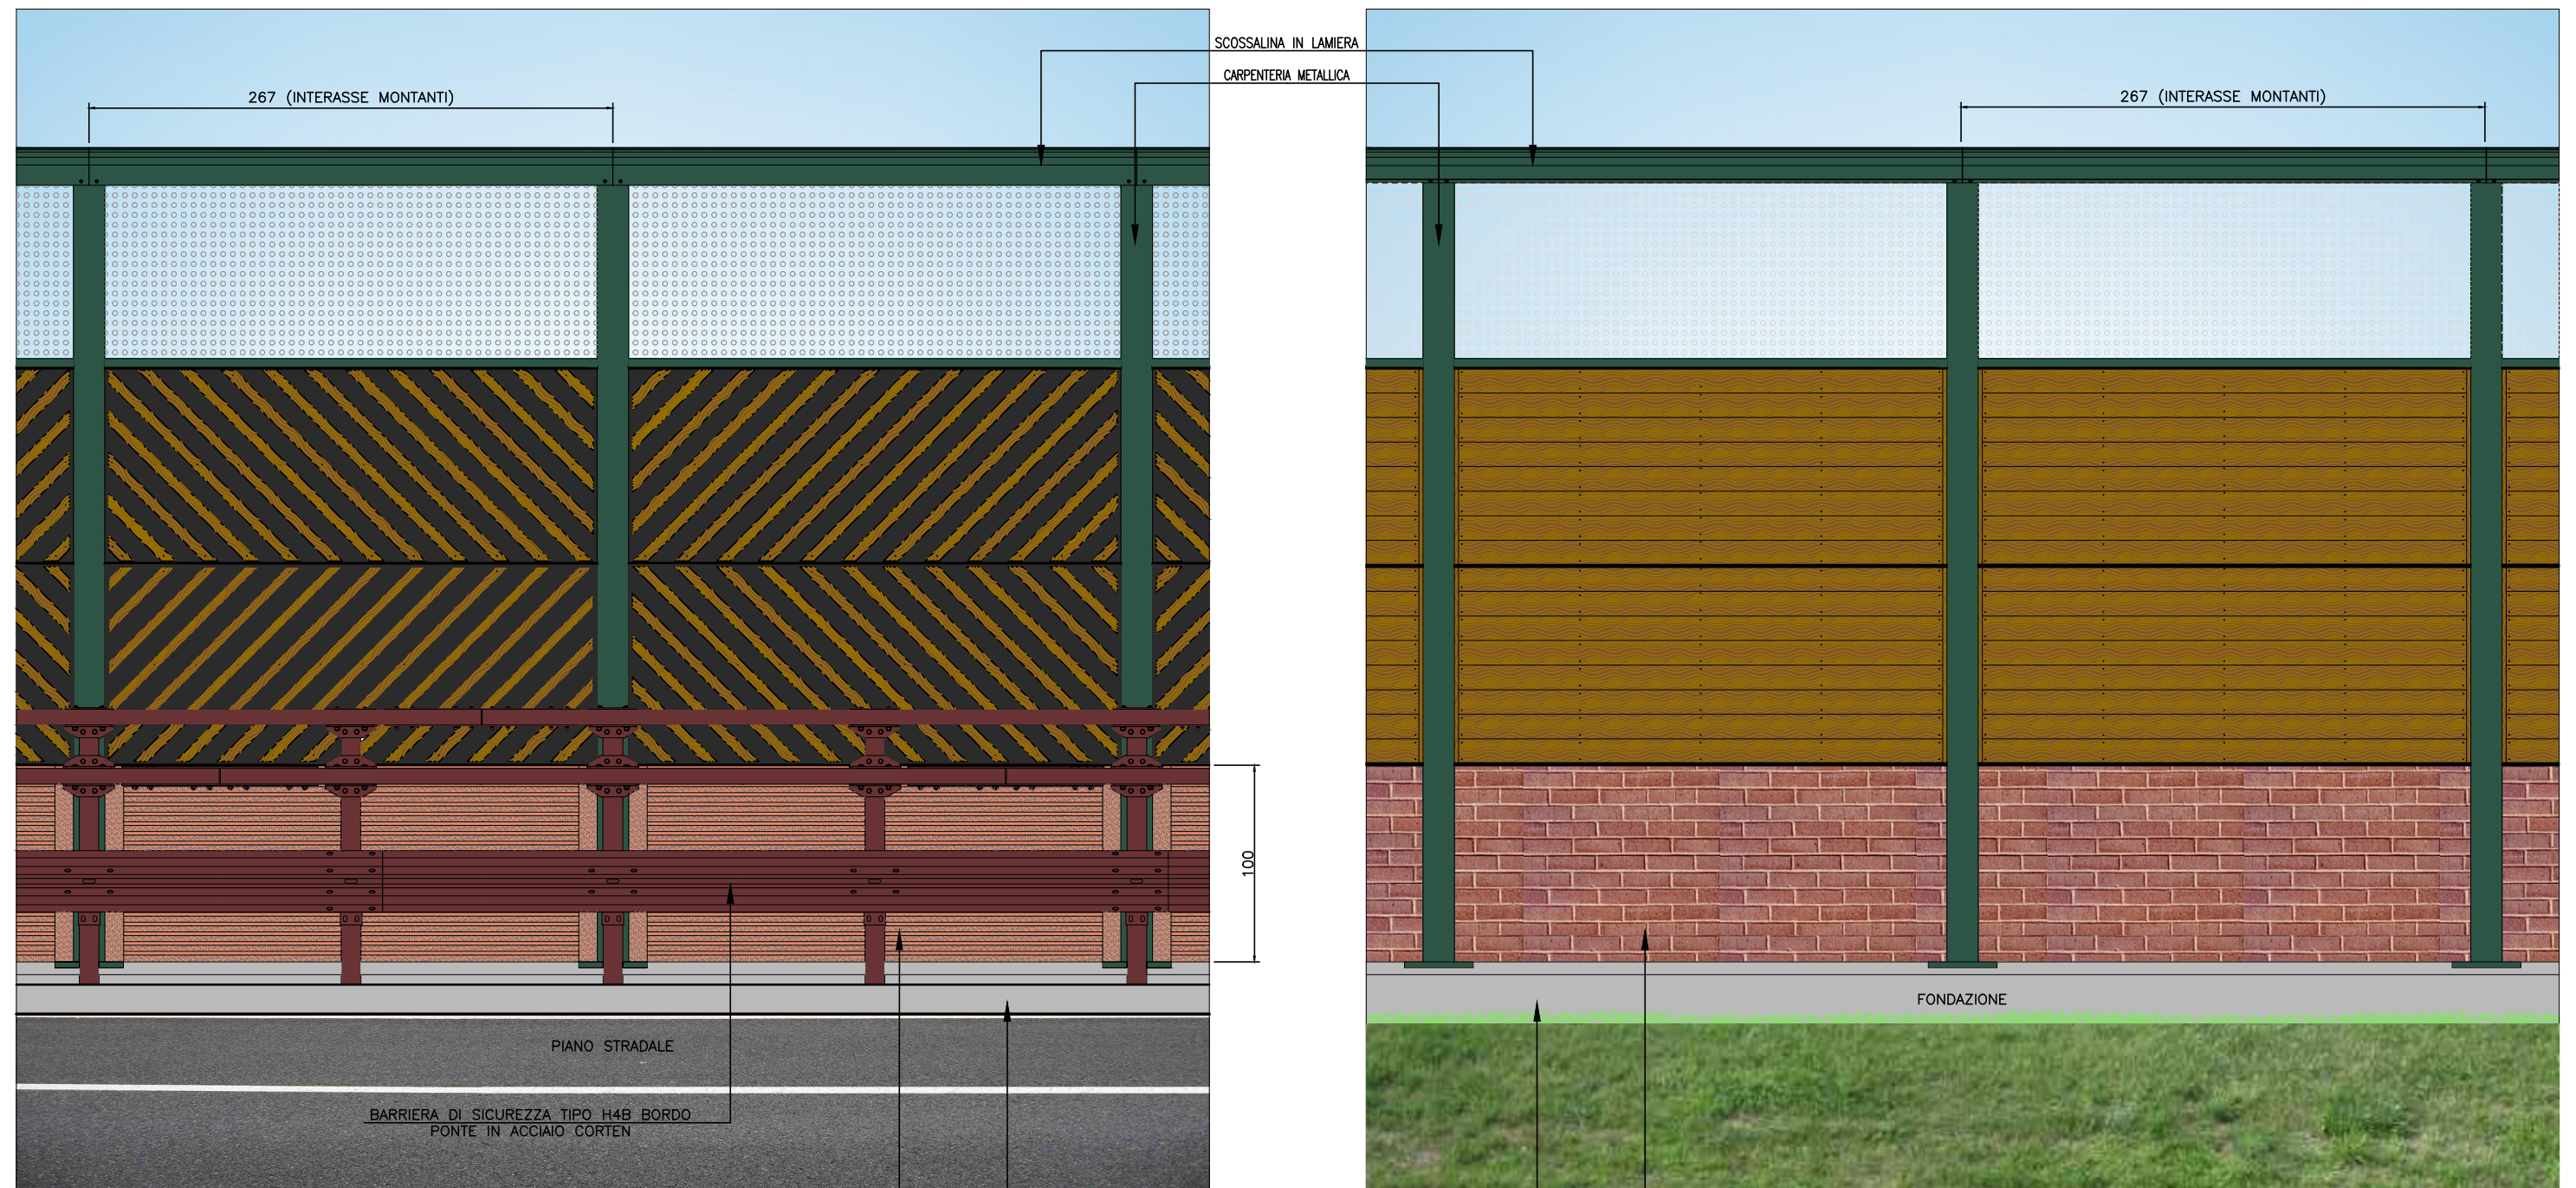 SCOSSALINA IN LAMIERA
CARPENTERIA METALLICA
267 (INTERASSE MONTANTI)
267 (INTERASSE MONTANTI)
100
FONDAZIONE
PIANO STRADALE
BARRIERA DI SICUREZZA TIPO H4B BORDO
PONTE IN ACCIAIO CORTEN